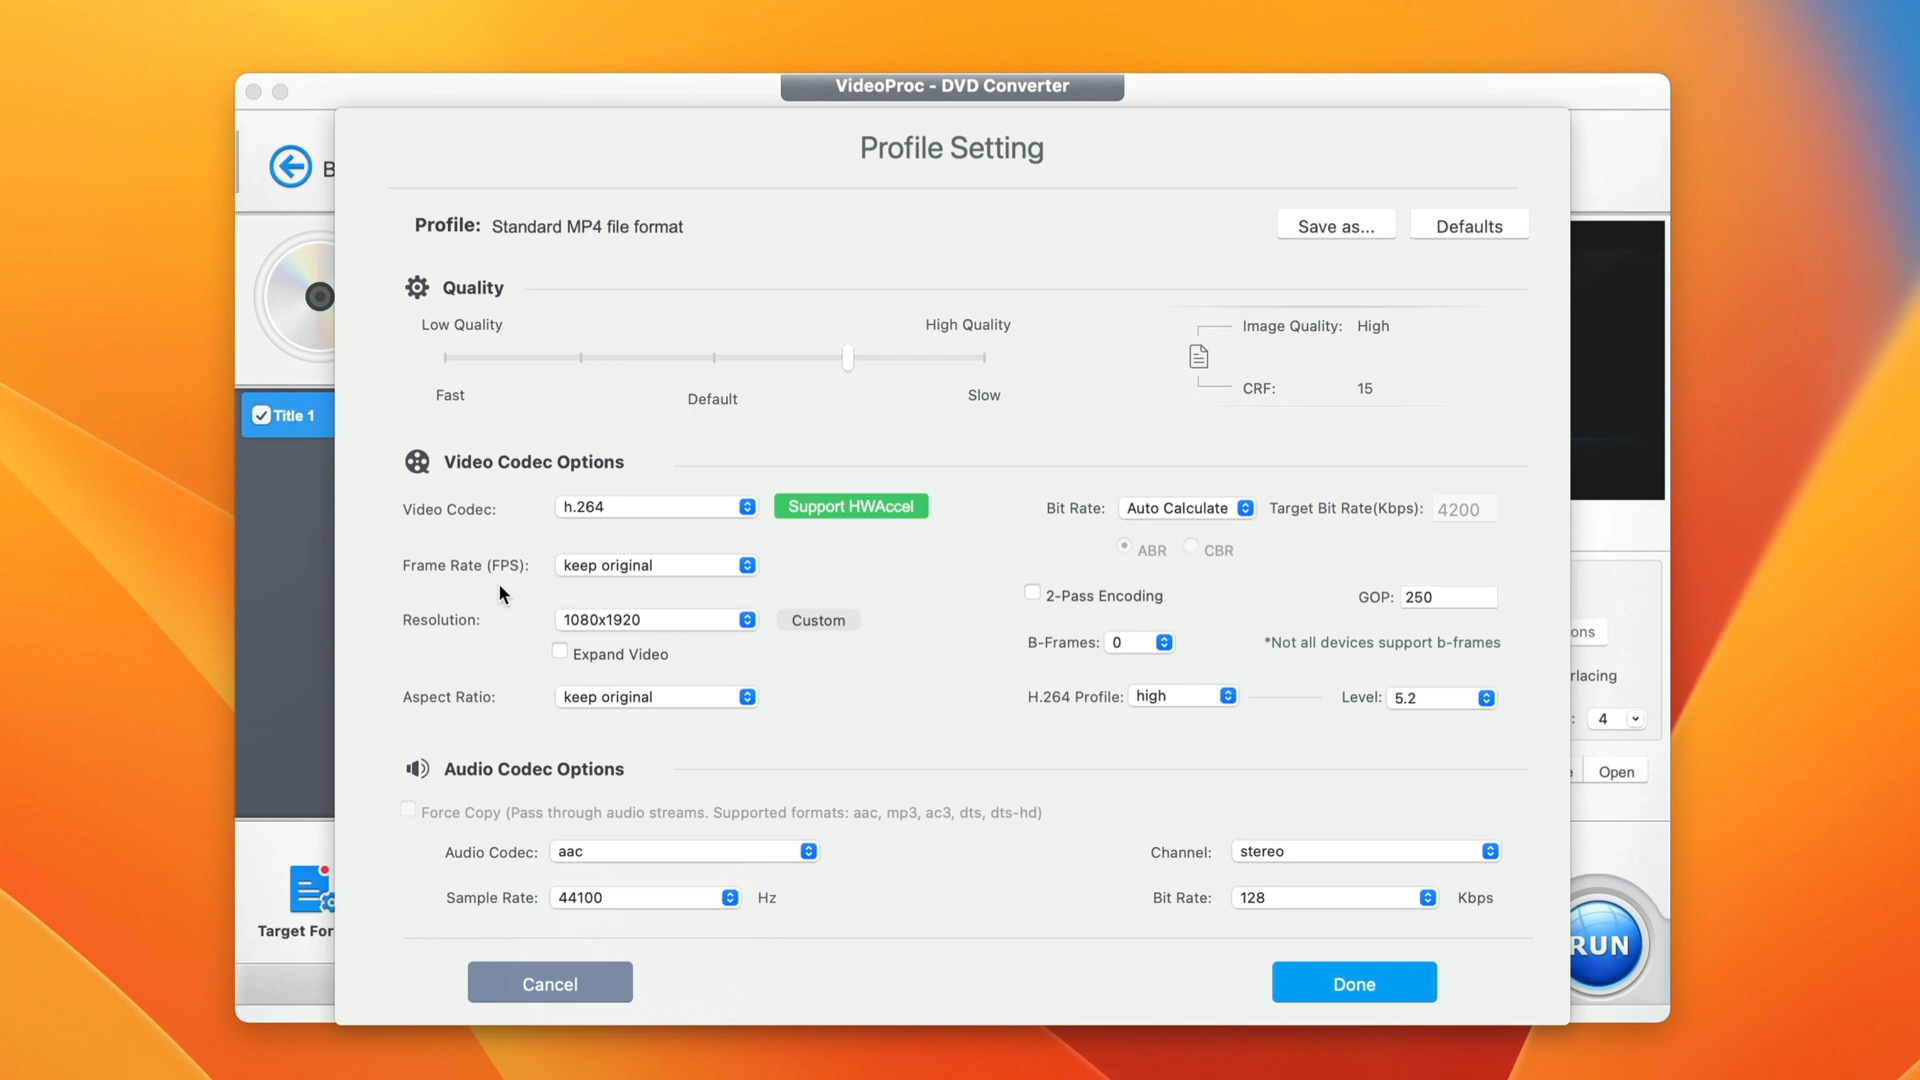 VideoProc - DVD Converter
B
Profile Setting
Profile: Standard MP4 file format
Save as...
Defaults
Quality
Low Quality
High Quality
Fast
Default
Slow
Image Quality: High
CRF: 15
Title 1
Video Codec Options
Video Codec: h.264
Support HWAccel
Bit Rate: Auto Calculate
Target Bit Rate(Kbps): 4200
ABR
CBR
Frame Rate (FPS): keep original
2-Pass Encoding
GOP: 250
Resolution: 1080x1920
Custom
Expand Video
B-Frames: 0
*Not all devices support b-frames
Aspect Ratio: keep original
H.264 Profile: high
Level: 5.2
ons
rlacing
: 4
Open
Audio Codec Options
Force Copy (Pass through audio streams. Supported formats: aac, mp3, ac3, dts, dts-hd)
Audio Codec: aac
Channel: stereo
Sample Rate: 44100 Hz
Bit Rate: 128 Kbps
Target For
RUN
Cancel
Done